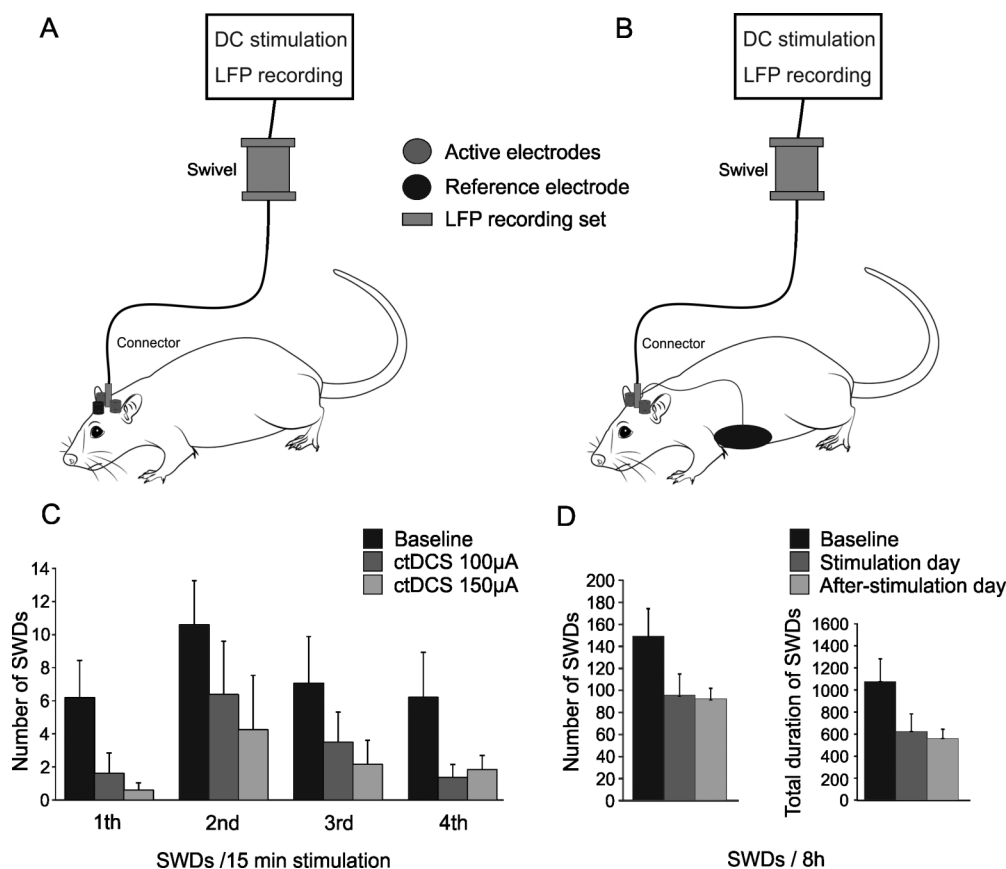 A
DC stimulation
LFP recording
Swivel
Connector
Active electrodes
Reference electrode
LFP recording set
B
DC stimulation
LFP recording
Swivel
Connector
C
Baseline
ctDCS 100µA
ctDCS 150µA
Number of SWDs
14
12
10
8
6
4
2
0
1th
2nd
3rd
4th
SWDs /15 min stimulation
D
Baseline
Stimulation day
After-stimulation day
Number of SWDs
200
180
160
140
120
100
80
60
40
20
0
Total duration of SWDs
1600
1400
1200
1000
800
600
400
200
0
SWDs / 8h